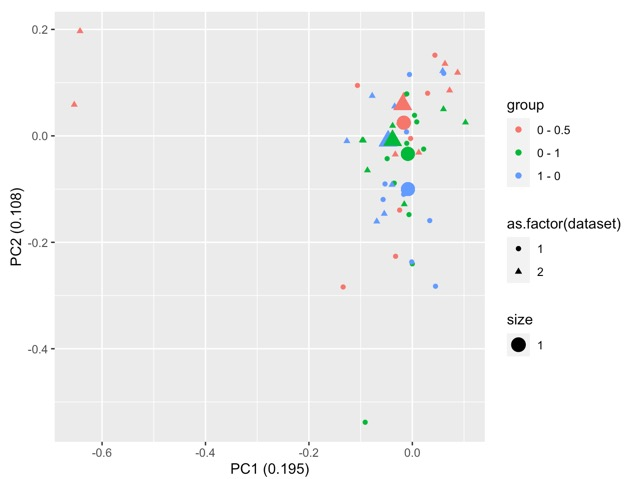 0.2
0.0
-0.2
-0.4
PC2 (0.108)
-0.6
-0.4
-0.2
0.0
PC1 (0.195)
group
0 - 0.5
0 - 1
1 - 0
as.factor(dataset)
1
2
size
1